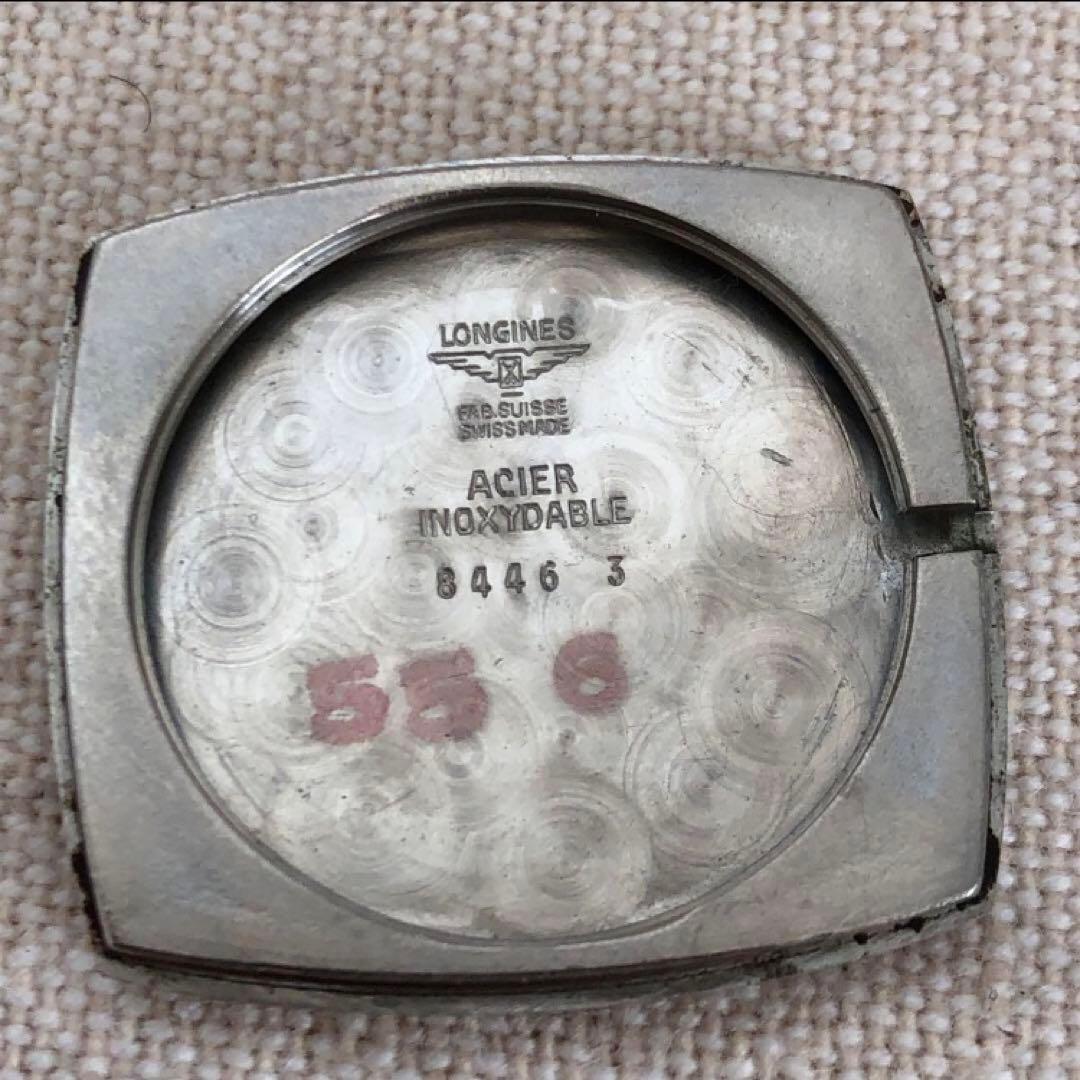 LONGINES
FAB.SUISSE
SWISS MADE
ACIER
INOXYDABLE
8446 3
55 6